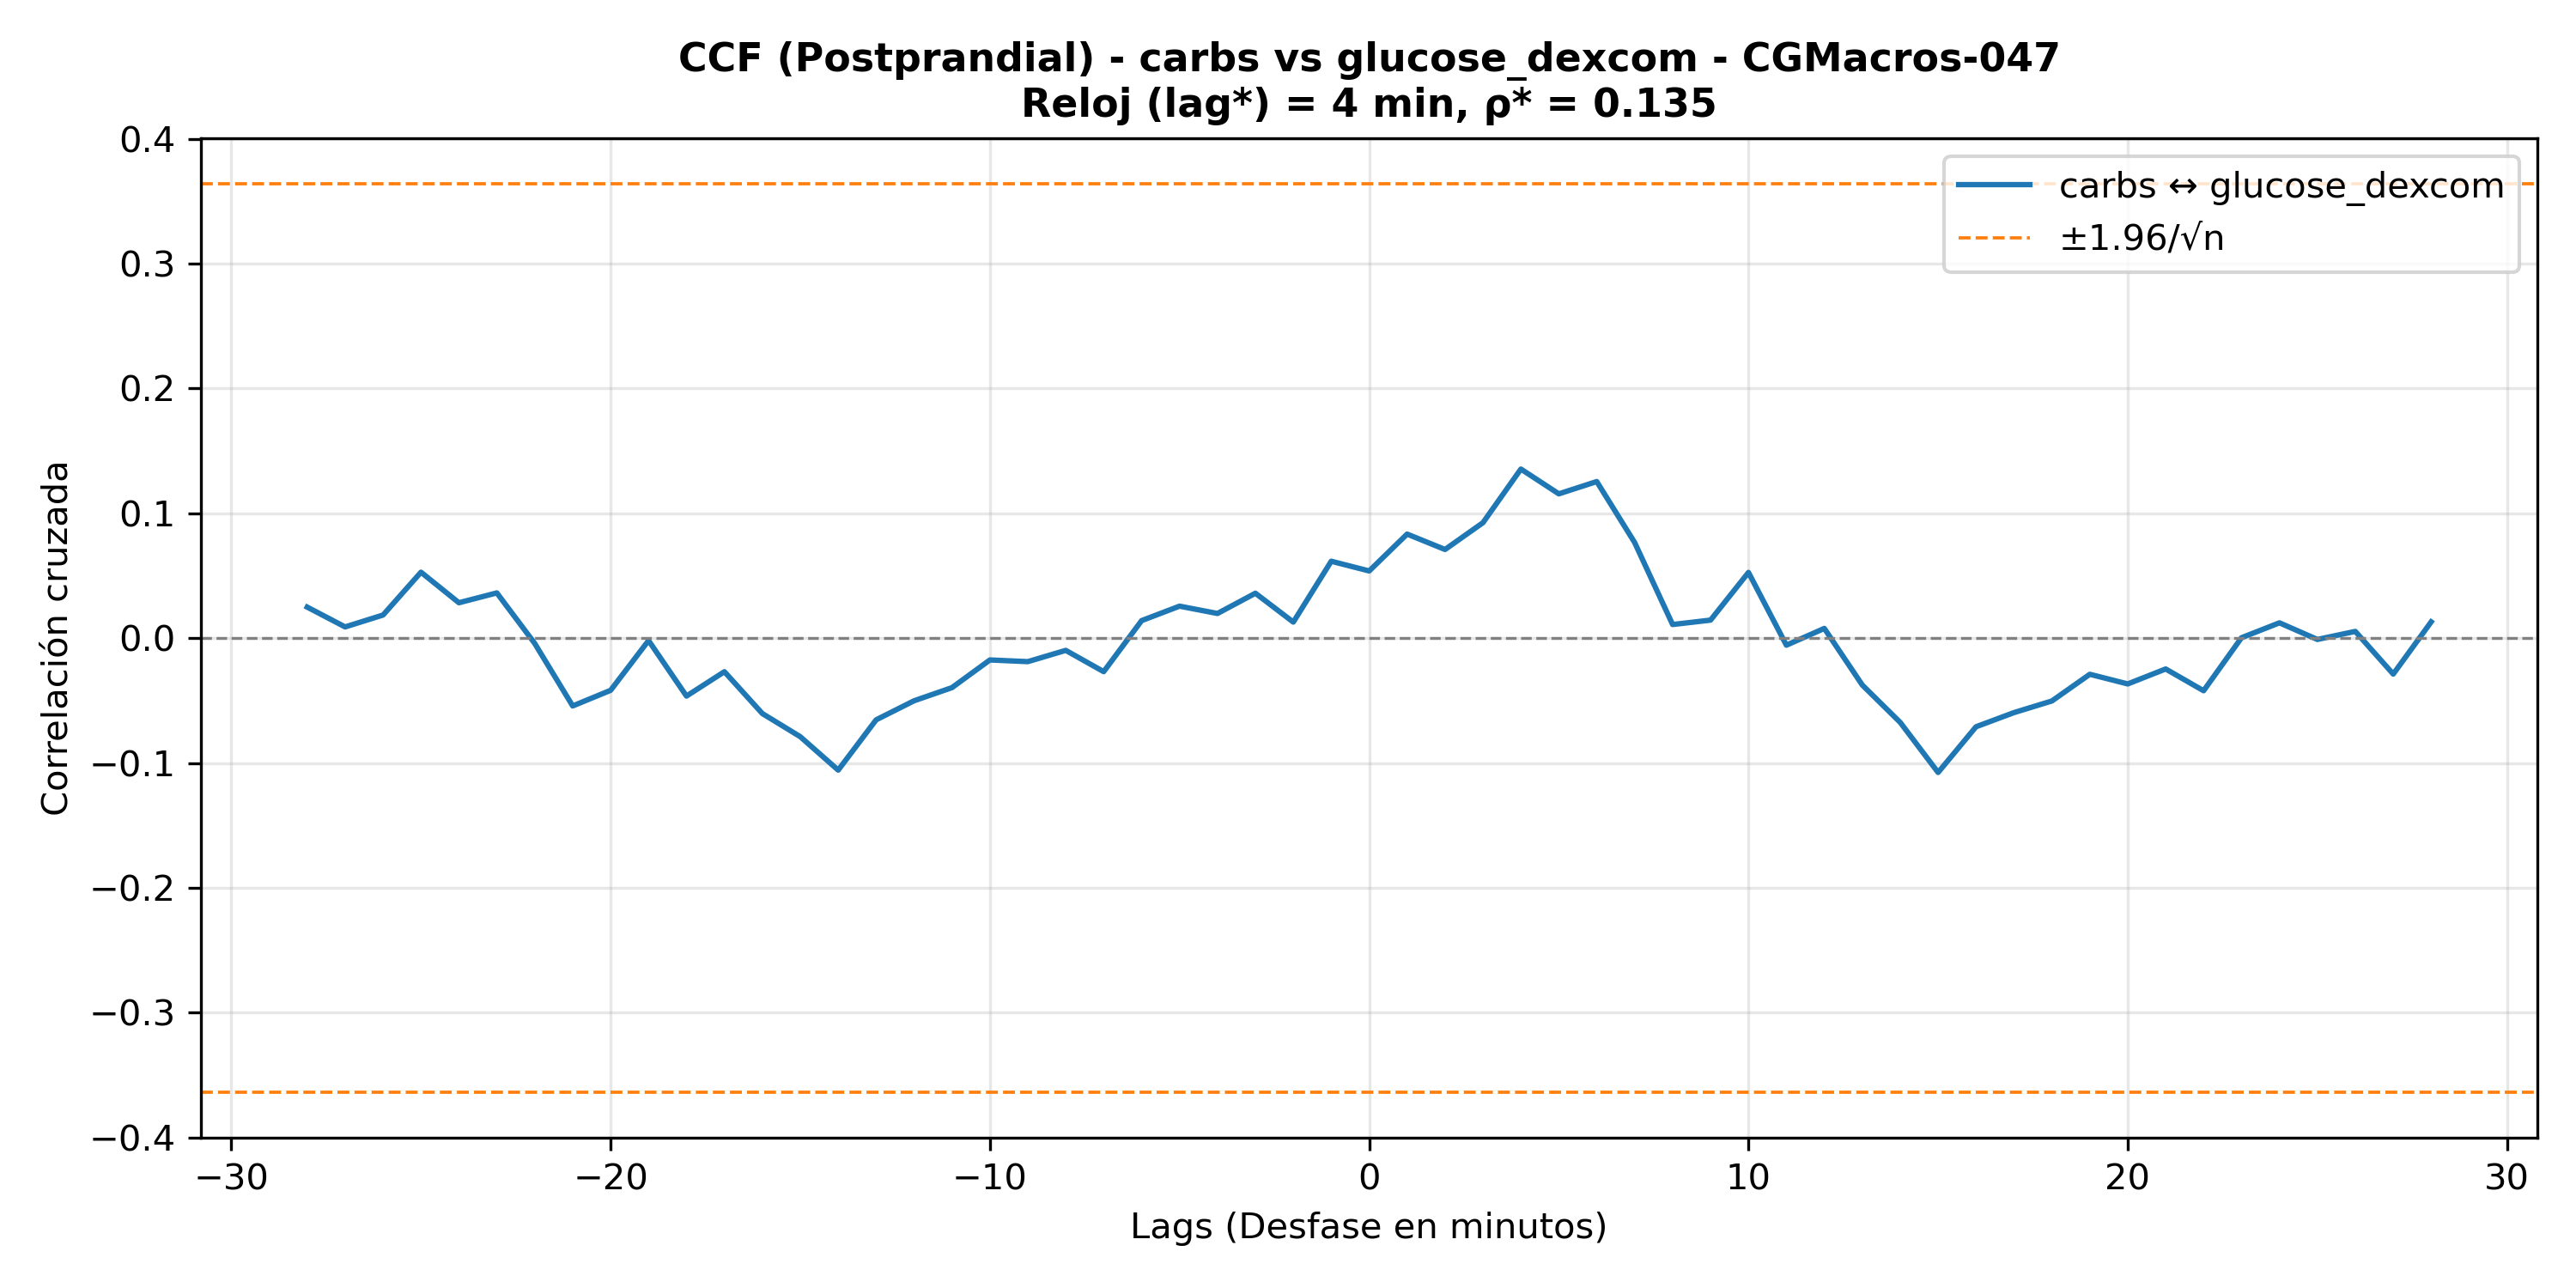 CCF (Postprandial) - carbs vs glucose_dexcom - CGMacros-047
Reloj (lag*) = 4 min, ρ* = 0.135
carbs ↔ glucose_dexcom
±1.96/√n
Correlación cruzada
0.4
0.3
0.2
0.1
0.0
−0.1
−0.2
−0.3
−0.4
−30
−20
−10
0
10
20
30
Lags (Desfase en minutos)